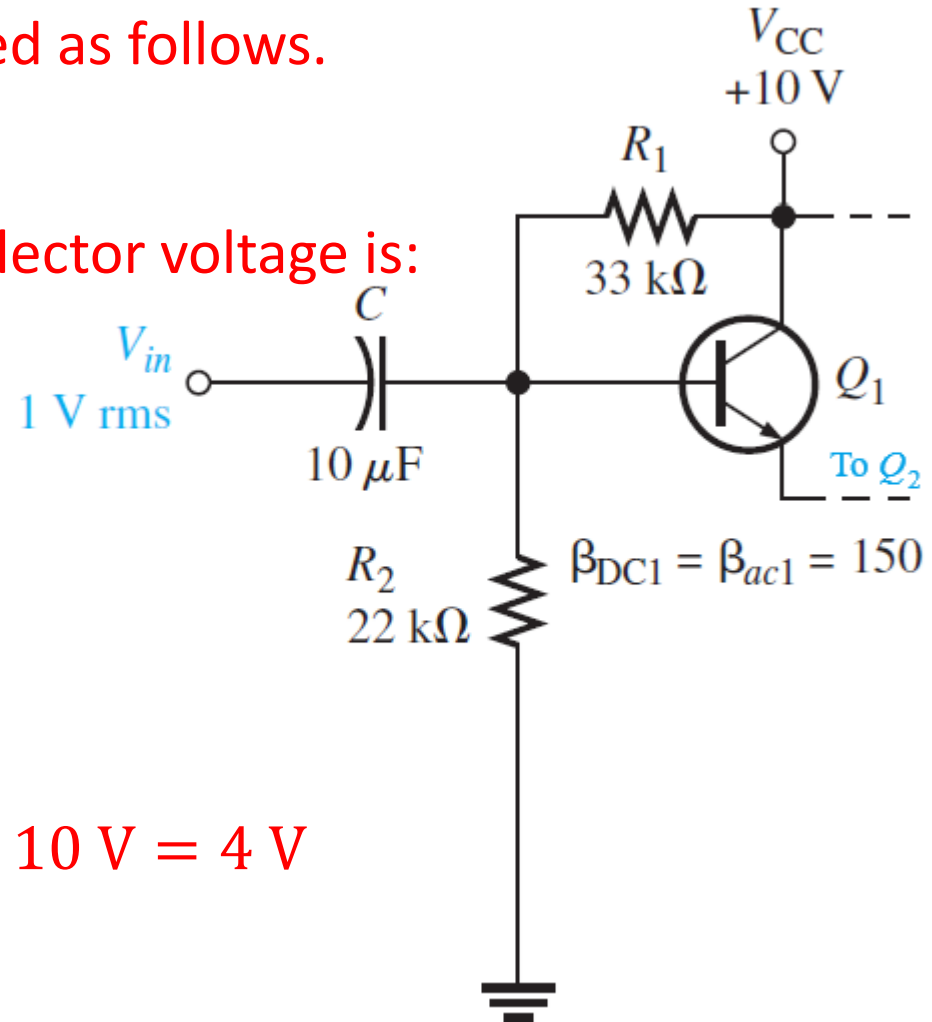 ed as follows.
V_CC
+10 V
R_1
33 kΩ
lector voltage is:
C
V_in
1 V rms
10 μF
Q_1
To Q_2
R_2
22 kΩ
β_DC1 = β_ac1 = 150
10 V = 4 V